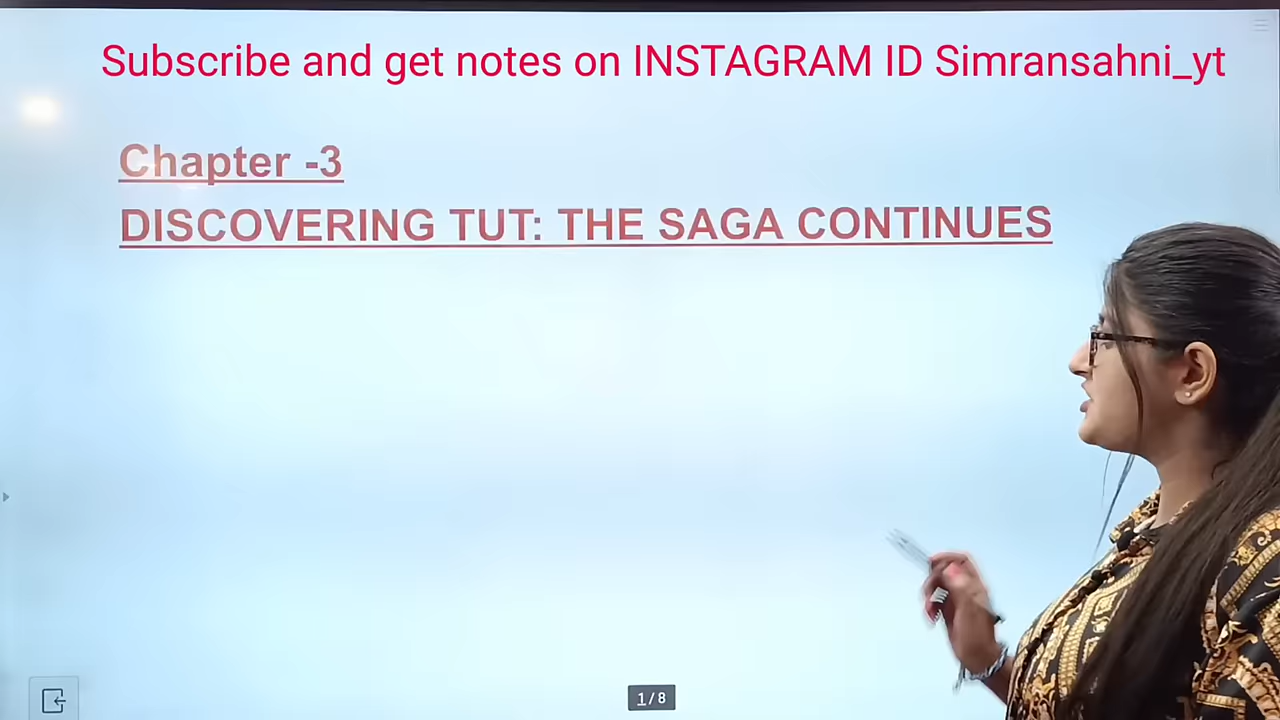 Subscribe and get notes on INSTAGRAM ID Simransahni_yt
Chapter -3
DISCOVERING TUT: THE SAGA CONTINUES
1/8